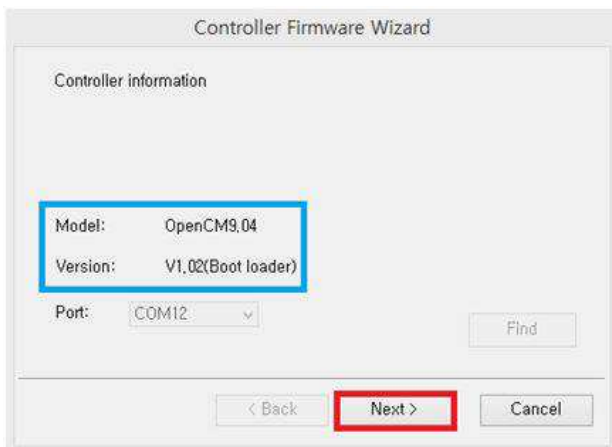 Controller Firmware Wizard
Controller information
Model: OpenCM9,04
Version: V1,02(Boot loader)
Port: COM12
Find
< Back Next > Cancel